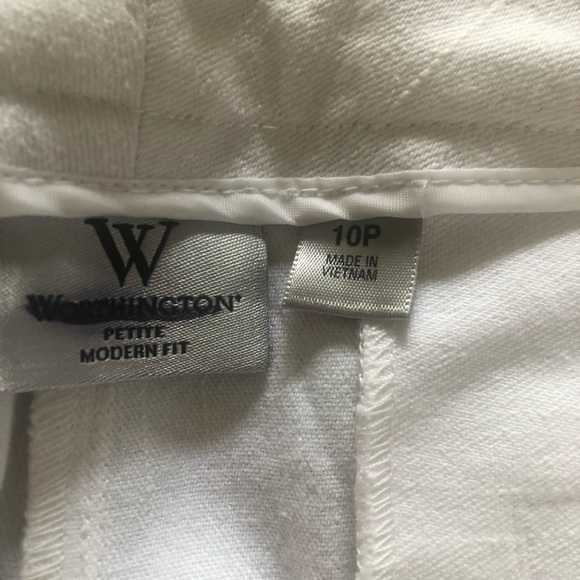 W
WORTHINGTON
PETITE
MODERN FIT
10P
MADE IN
VIETNAM